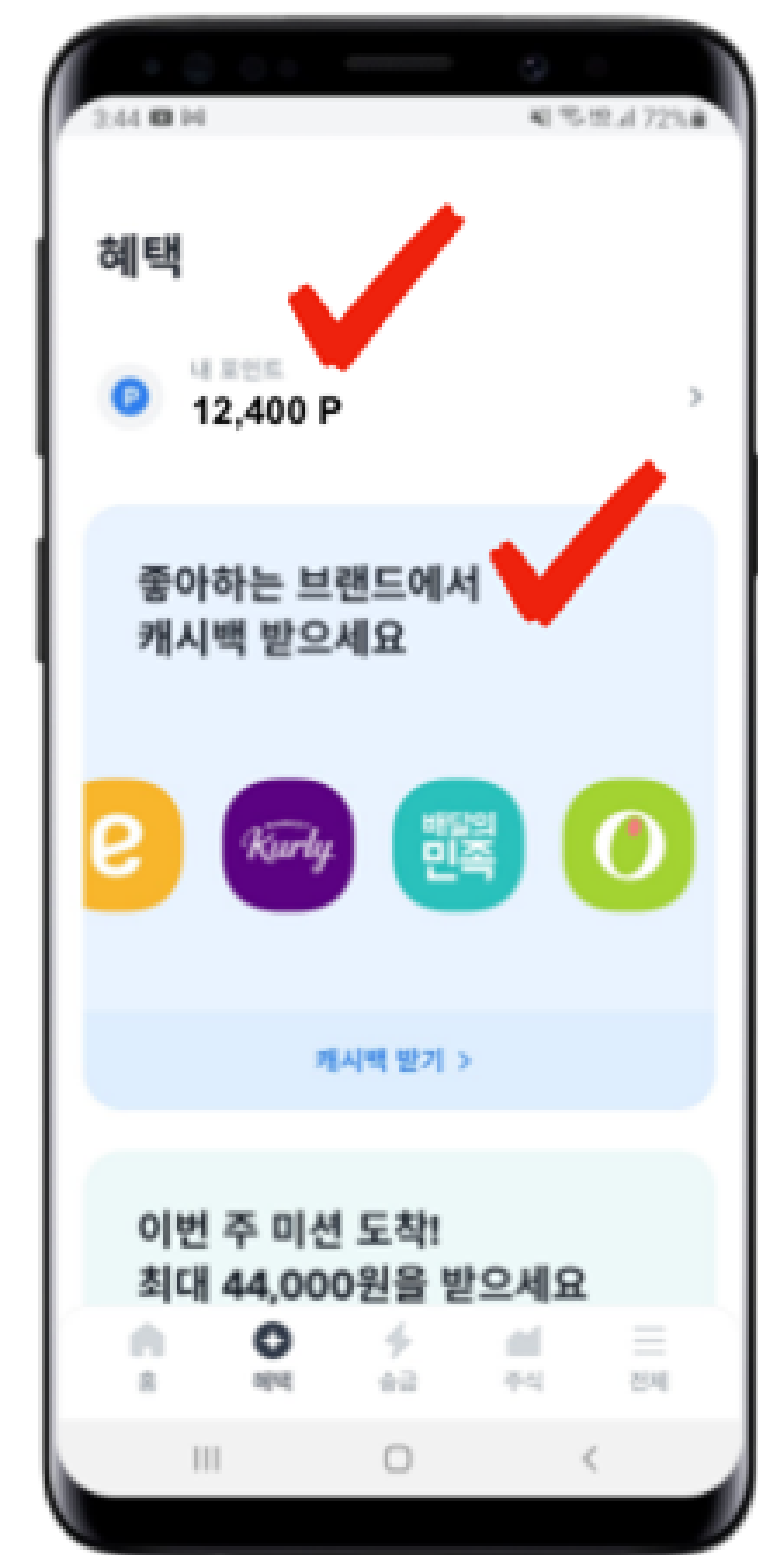 3:44
72%
혜택
내 포인트
12,400 P
좋아하는 브랜드에서
캐시백 받으세요
e
Kurly
배달의
민족
캐시백 받기 >
이번 주 미션 도착!
최대 44,000원을 받으세요
홈 혜택 송금 주식 전체